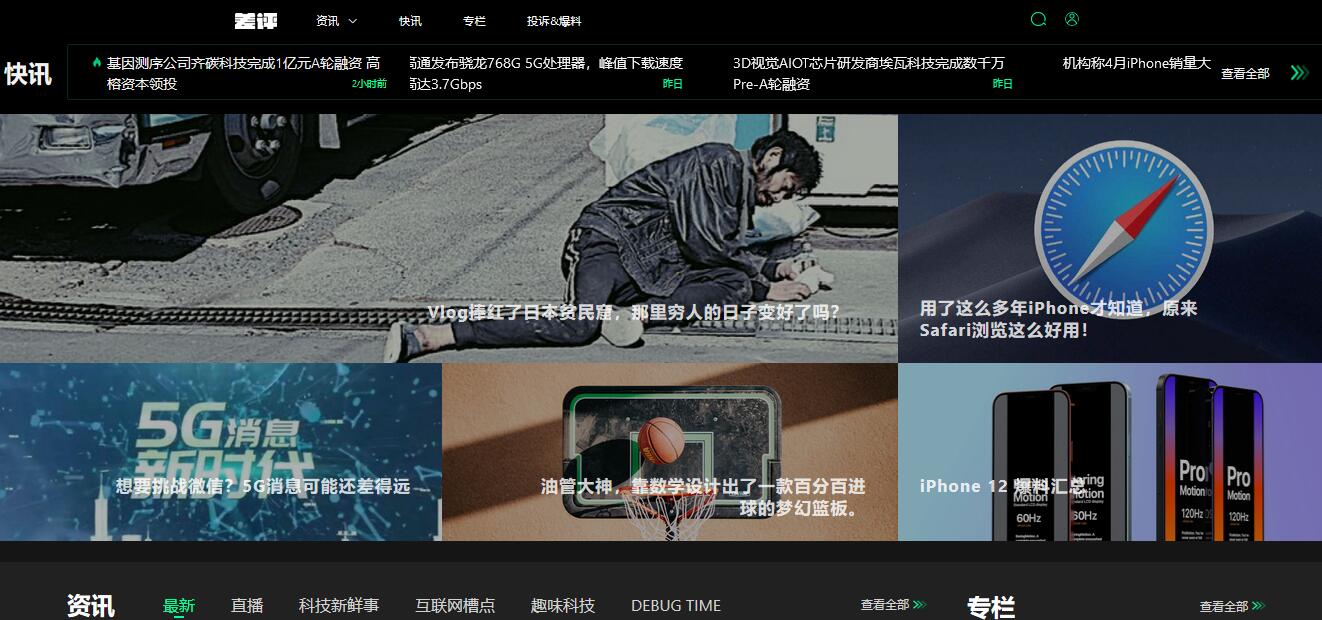 差评
资讯
快讯
专栏
投诉&爆料
快讯
基因测序公司齐碳科技完成1亿元A轮融资 高
榕资本领投
2小时前
高通发布骁龙768G 5G处理器，峰值下载速度
高达3.7Gbps
昨日
3D视觉AIOT芯片研发商埃瓦科技完成数千万
Pre-A轮融资
昨日
机构称4月iPhone销量大
查看全部
Vlog捧红了日本贫民窟，那里穷人的日子变好了吗？
用了这么多年iPhone才知道，原来
Safari浏览这么好用！
5G消息
新时代
想要挑战微信？5G消息可能还差得远
油管大神，靠数学设计出了一款百分百进
球的梦幻篮板。
iPhone 12 爆料汇总
Motion
60Hz
Motion
60Hz
Pro
Motion
120Hz
Pro
Motion
120Hz
资讯
最新
直播
科技新鲜事
互联网槽点
趣味科技
DEBUG TIME
查看全部
专栏
查看全部